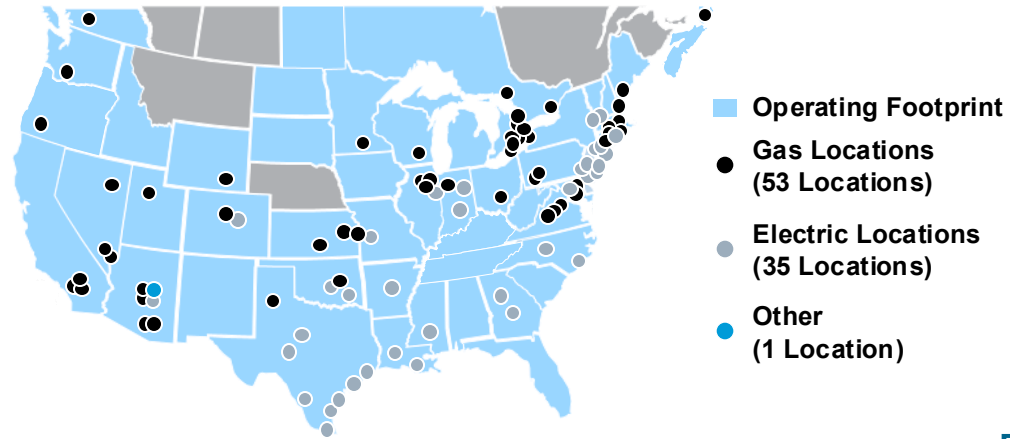 Operating Footprint
Gas Locations
(53 Locations)
Electric Locations
(35 Locations)
Other
(1 Location)